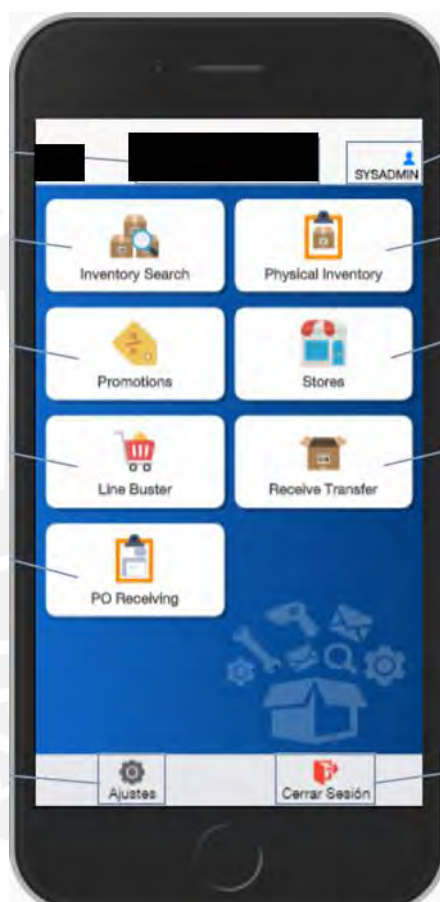 SYSADMIN
Inventory Search
Physical Inventory
Promotions
Stores
Line Buster
Receive Transfer
PO Receiving
Ajustes
Cerrar Sesión